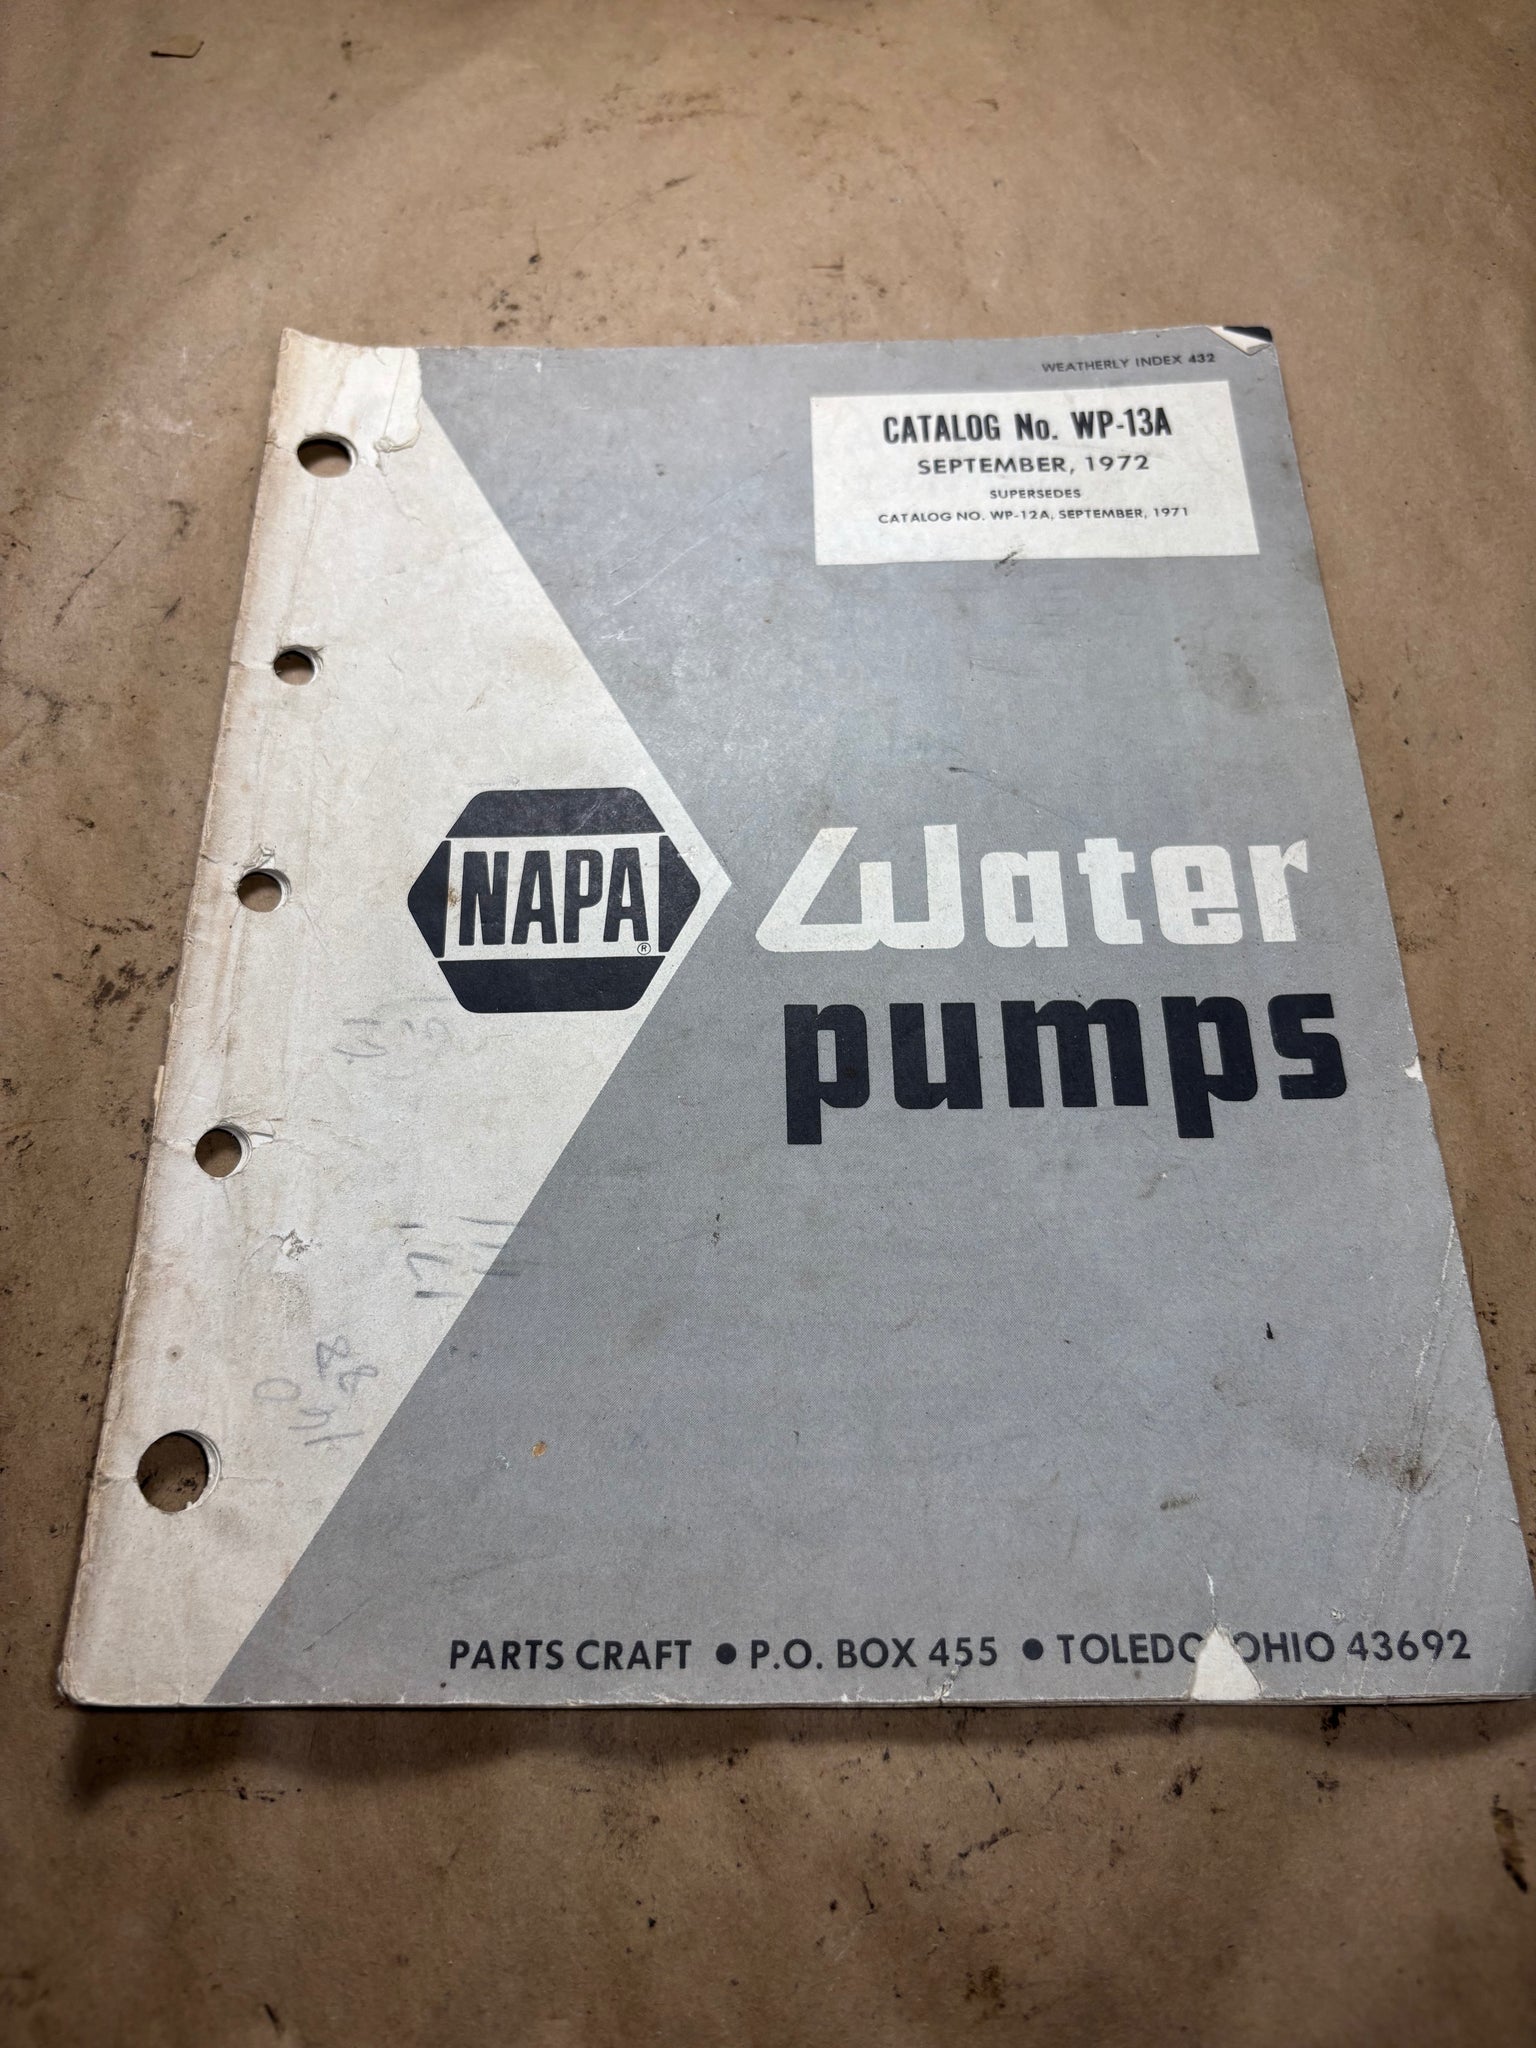 WEATHERLY INDEX 432
CATALOG No. WP-13A
SEPTEMBER, 1972
SUPERSEDES
CATALOG NO. WP-12A, SEPTEMBER, 1971
NAPA
®
Water
pumps
PARTS CRAFT ● P.O. BOX 455 ● TOLEDO, OHIO 43692